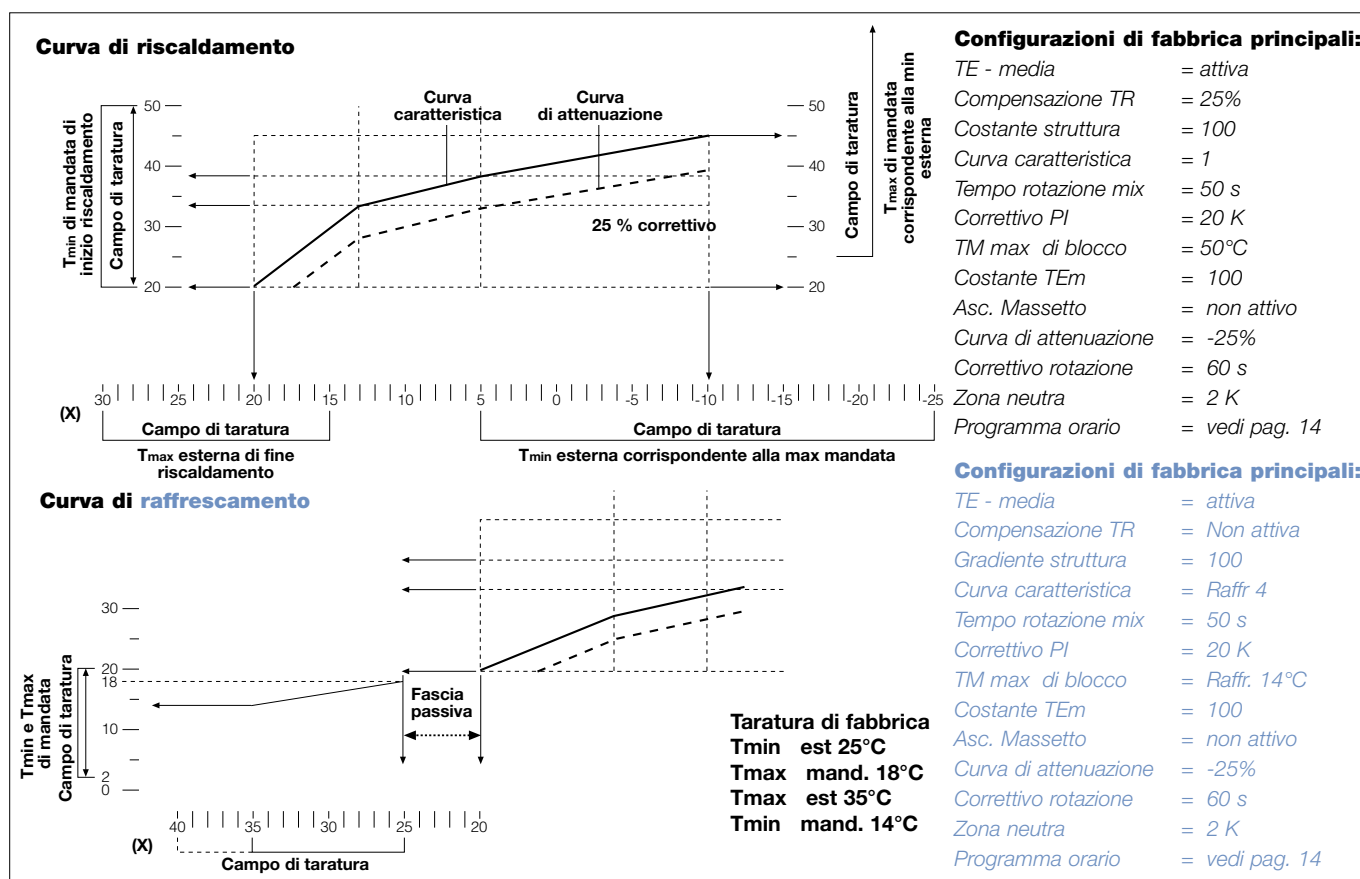 Curva di riscaldamento
Tmin di mandata di
inizio riscaldamento
Campo di taratura
50
40
30
20
Curva
caratteristica
Curva
di attenuazione
25 % correttivo
50
40
30
20
Campo di taratura
Tmax di mandata
corrispondente alla min
esterna
(X)
30 25 20 15 10 5 0 -5 -10 -15 -20 -25
Campo di taratura
Tmax esterna di fine
riscaldamento
Campo di taratura
Tmin esterna corrispondente alla max mandata
Configurazioni di fabbrica principali:
TE - media = attiva
Compensazione TR = 25%
Costante struttura = 100
Curva caratteristica = 1
Tempo rotazione mix = 50 s
Correttivo PI = 20 K
TM max di blocco = 50°C
Costante TEm = 100
Asc. Massetto = non attivo
Curva di attenuazione = -25%
Correttivo rotazione = 60 s
Zona neutra = 2 K
Programma orario = vedi pag. 14
Curva di raffrescamento
Tmin e Tmax
di mandata
Campo di taratura
30
20
18
10
2
0
Fascia
passiva
(X)
40 35 30 25 20
Campo di taratura
Taratura di fabbrica
Tmin est 25°C
Tmax mand. 18°C
Tmax est 35°C
Tmin mand. 14°C
Configurazioni di fabbrica principali:
TE - media = attiva
Compensazione TR = Non attiva
Gradiente struttura = 100
Curva caratteristica = Raffr 4
Tempo rotazione mix = 50 s
Correttivo PI = 20 K
TM max di blocco = Raffr. 14°C
Costante TEm = 100
Asc. Massetto = non attivo
Curva di attenuazione = -25%
Correttivo rotazione = 60 s
Zona neutra = 2 K
Programma orario = vedi pag. 14